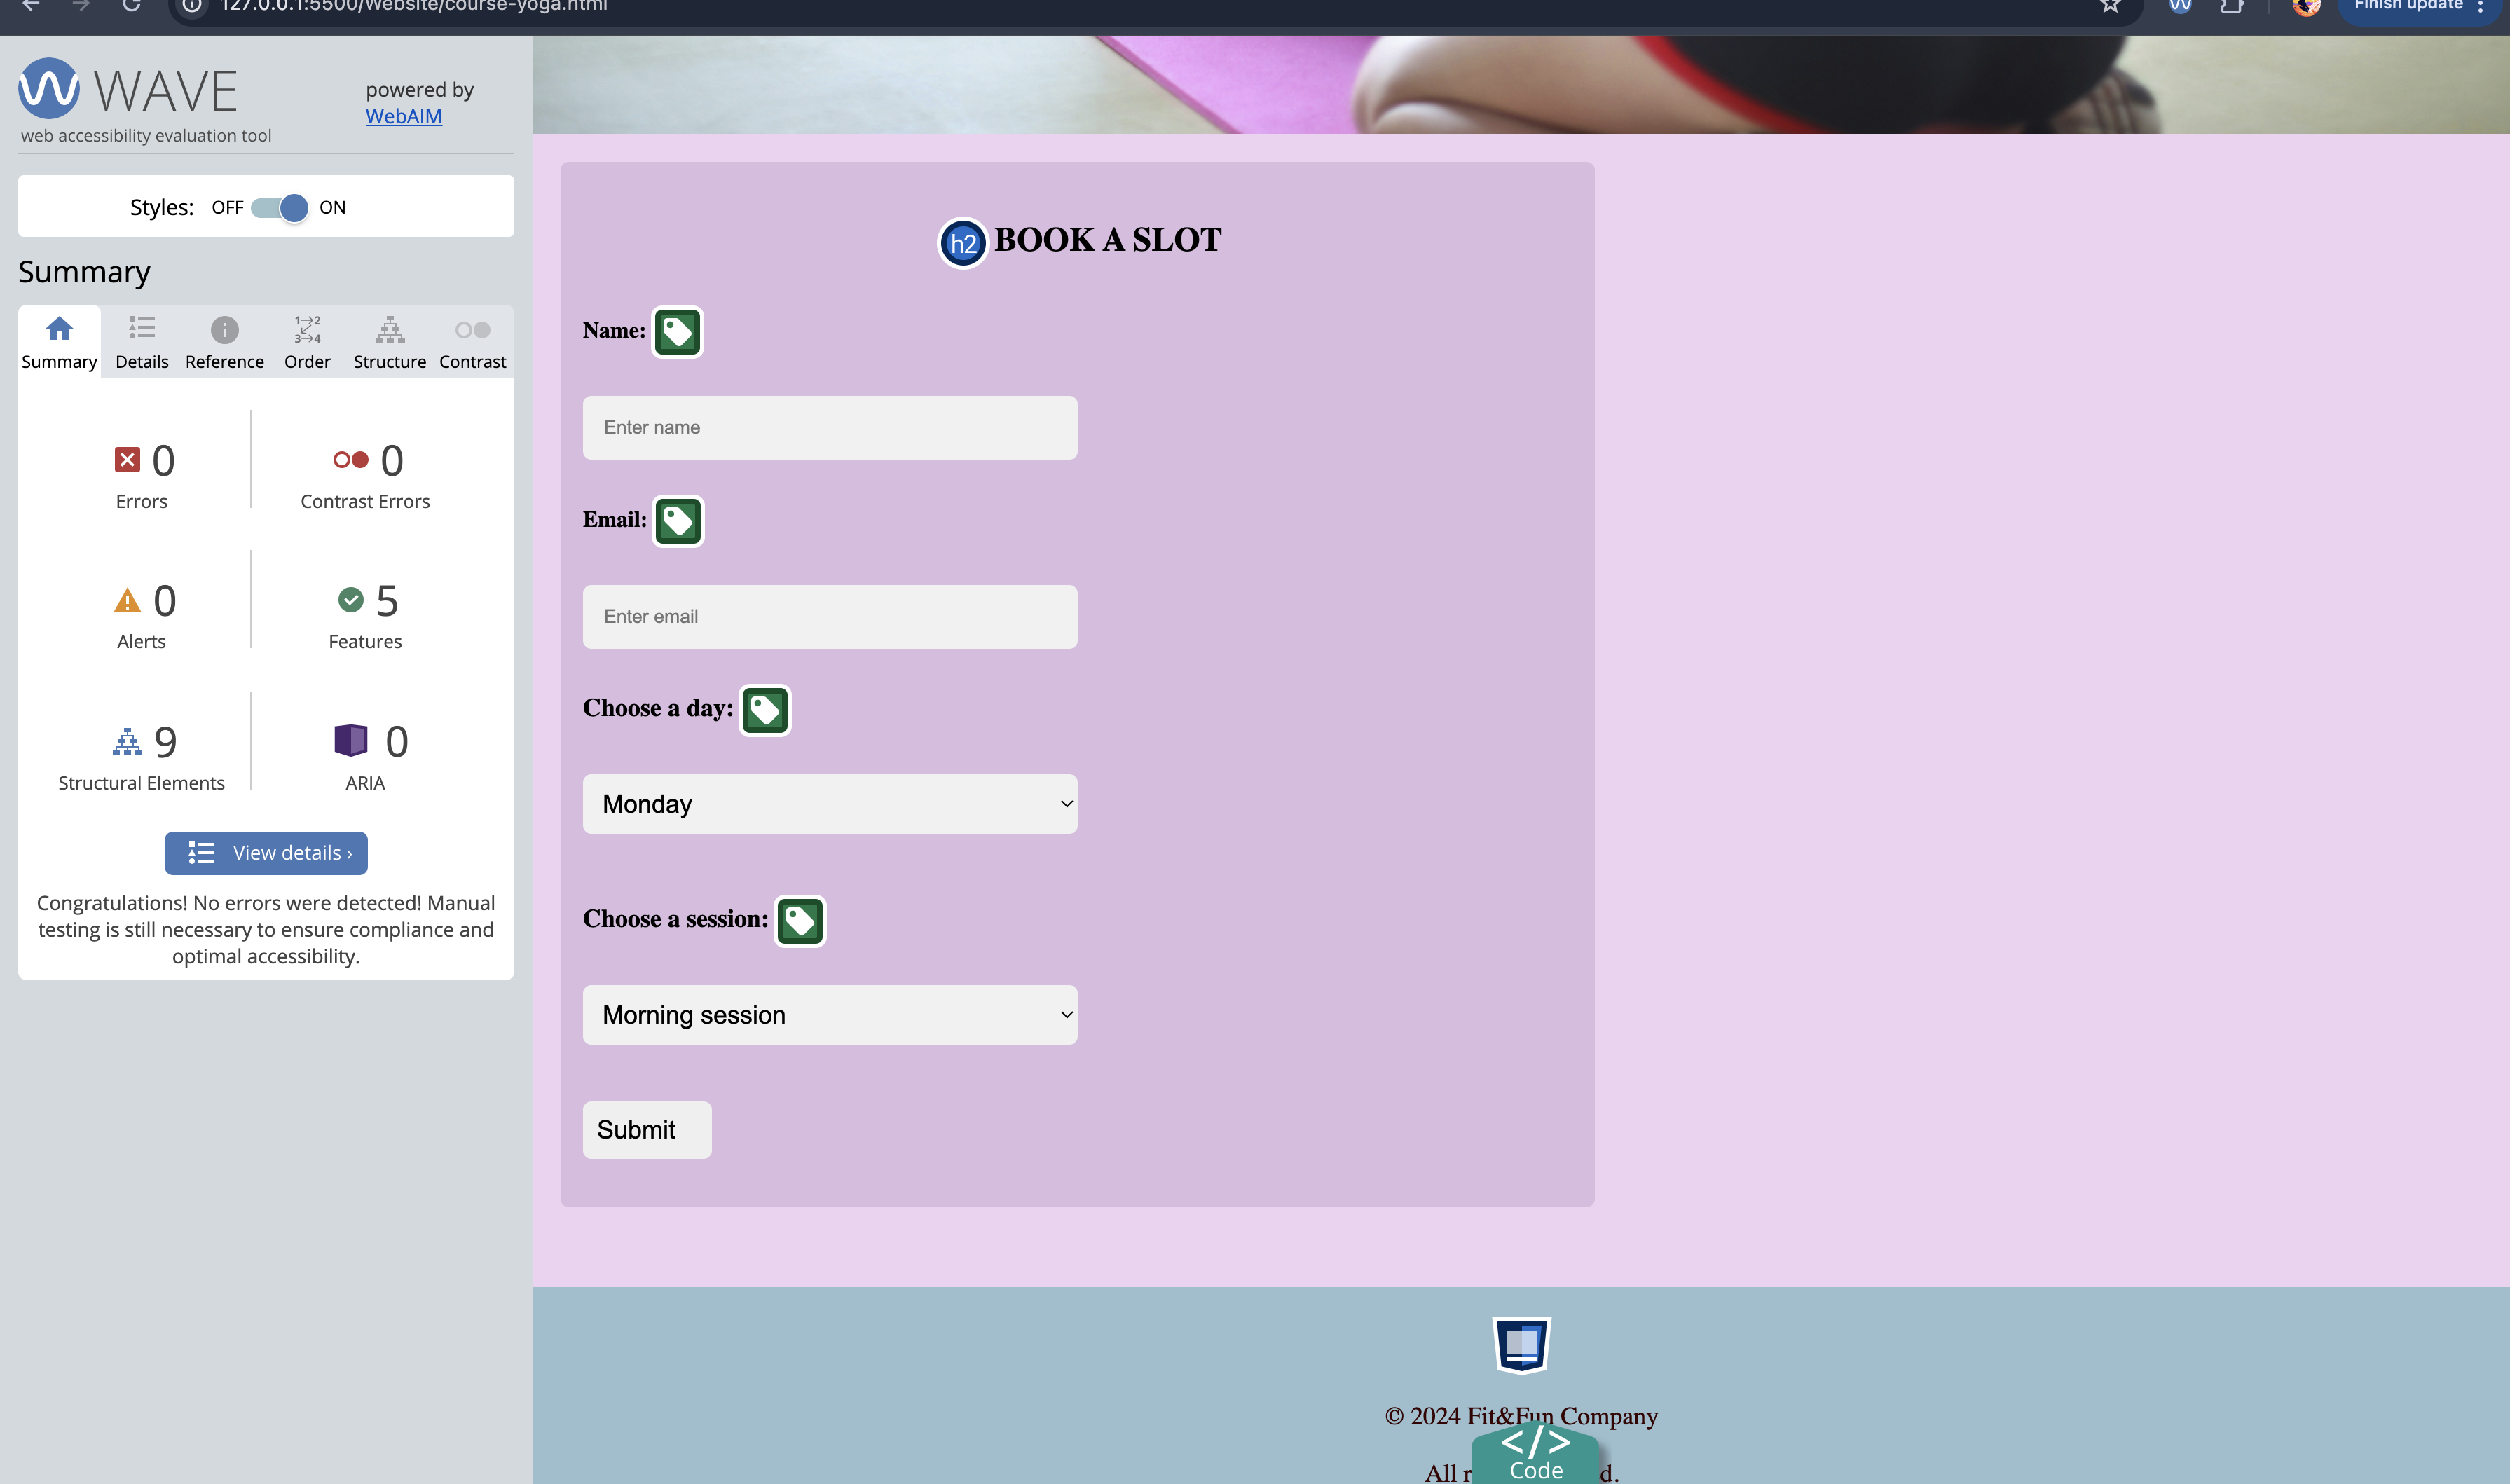 127.0.0.1:5500/Website/course-yoga.html
Finish update
WAVE
web accessibility evaluation tool
powered by
WebAIM
Styles: OFF ON
Summary
Summary Details Reference Order Structure Contrast
0 0
Errors Contrast Errors
0 5
Alerts Features
9 0
Structural Elements ARIA
View details ›
Congratulations! No errors were detected! Manual
testing is still necessary to ensure compliance and
optimal accessibility.
h2 BOOK A SLOT
Name:
Enter name
Email:
Enter email
Choose a day:
Monday
Choose a session:
Morning session
Submit
© 2024 Fit&Fun Company
All
</> Code